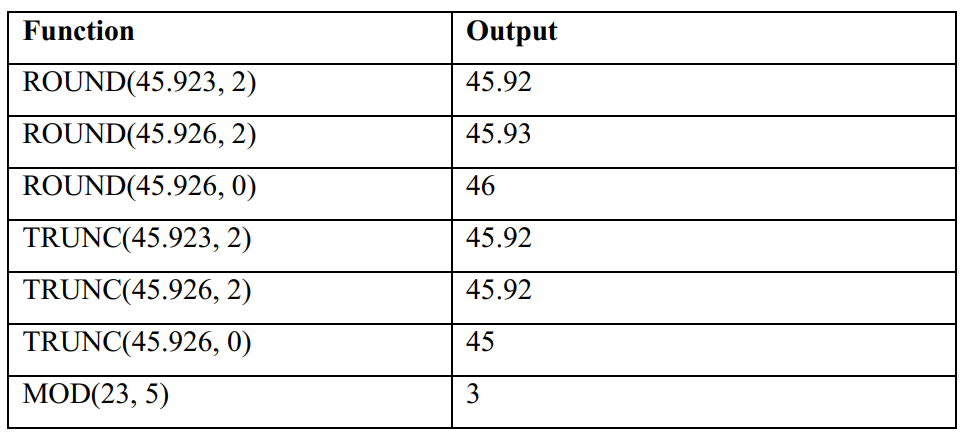 Function Output
ROUND(45.923, 2) 45.92
ROUND(45.926, 2) 45.93
ROUND(45.926, 0) 46
TRUNC(45.923, 2) 45.92
TRUNC(45.926, 2) 45.92
TRUNC(45.926, 0) 45
MOD(23, 5) 3